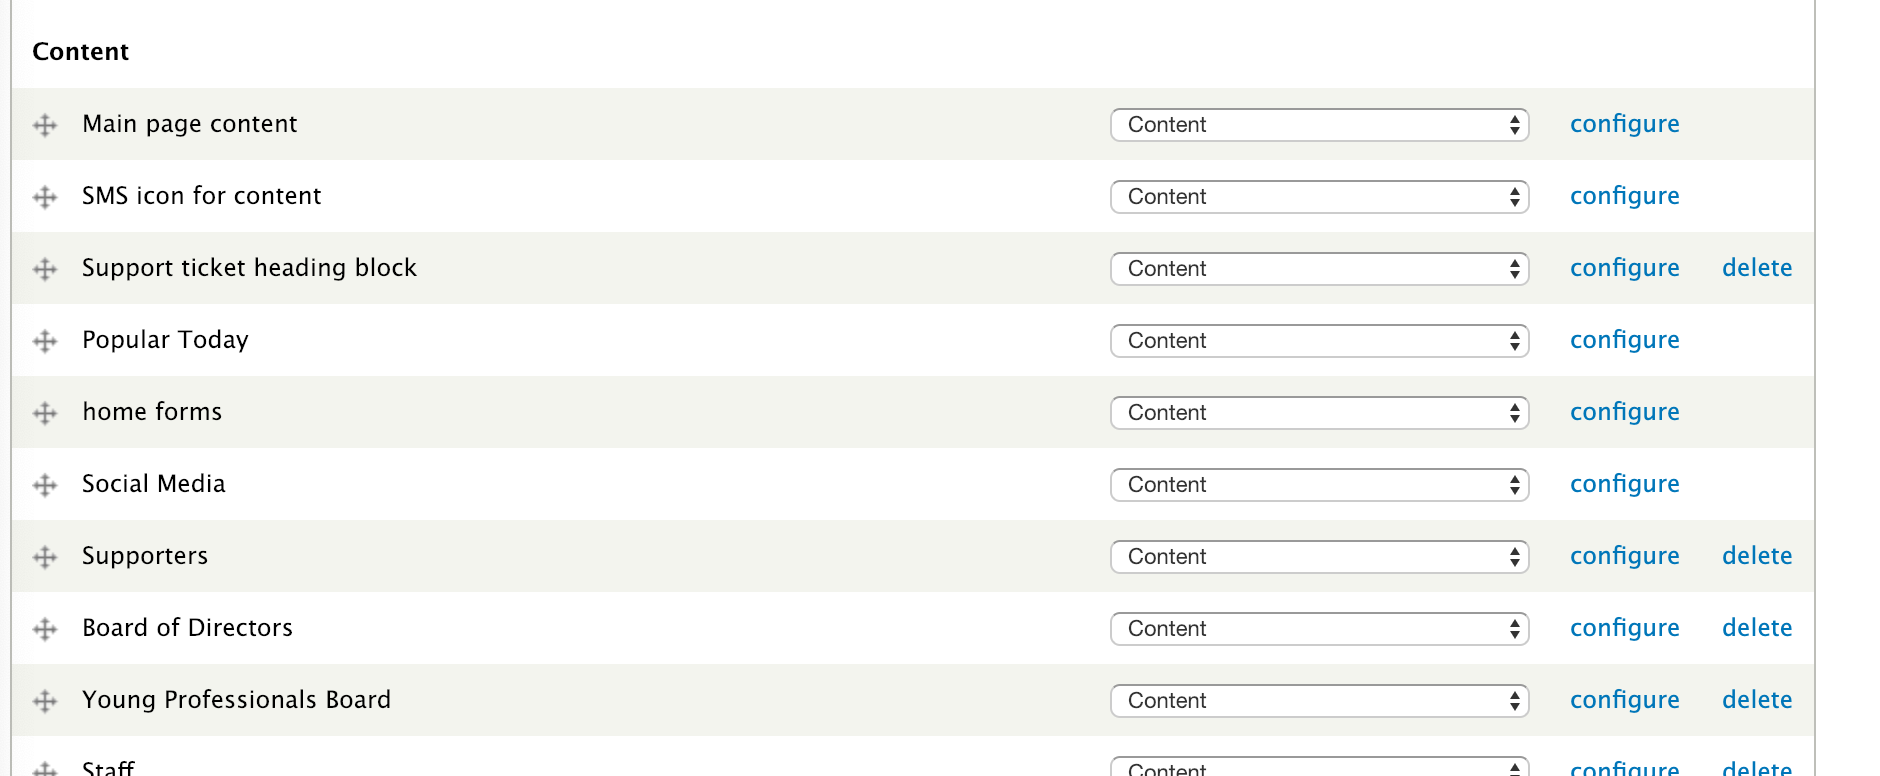 Content
Main page content Content configure
SMS icon for content Content configure
Support ticket heading block Content configure delete
Popular Today Content configure
home forms Content configure
Social Media Content configure
Supporters Content configure delete
Board of Directors Content configure delete
Young Professionals Board Content configure delete
Staff Content configure delete